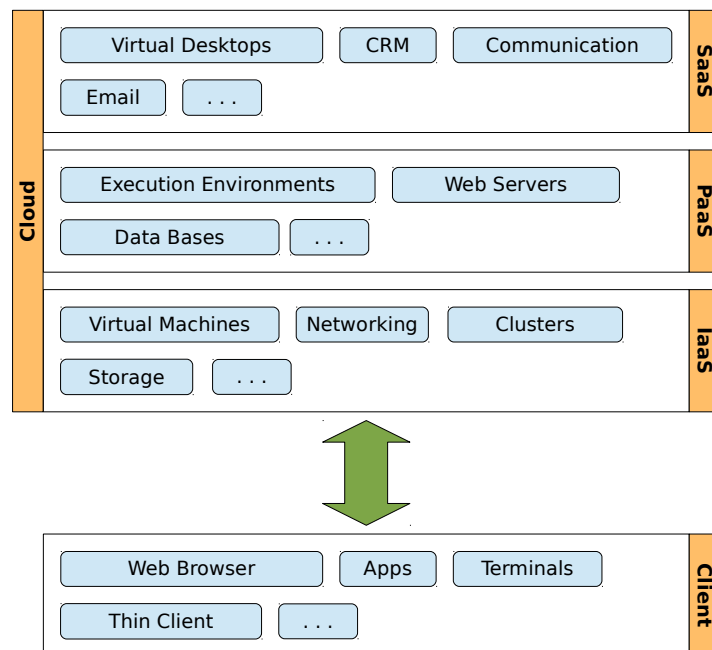 Cloud
Virtual Desktops
CRM
Communication
Email
. . .
SaaS
Execution Environments
Web Servers
Data Bases
. . .
PaaS
Virtual Machines
Networking
Clusters
Storage
. . .
IaaS
Web Browser
Apps
Terminals
Thin Client
. . .
Client